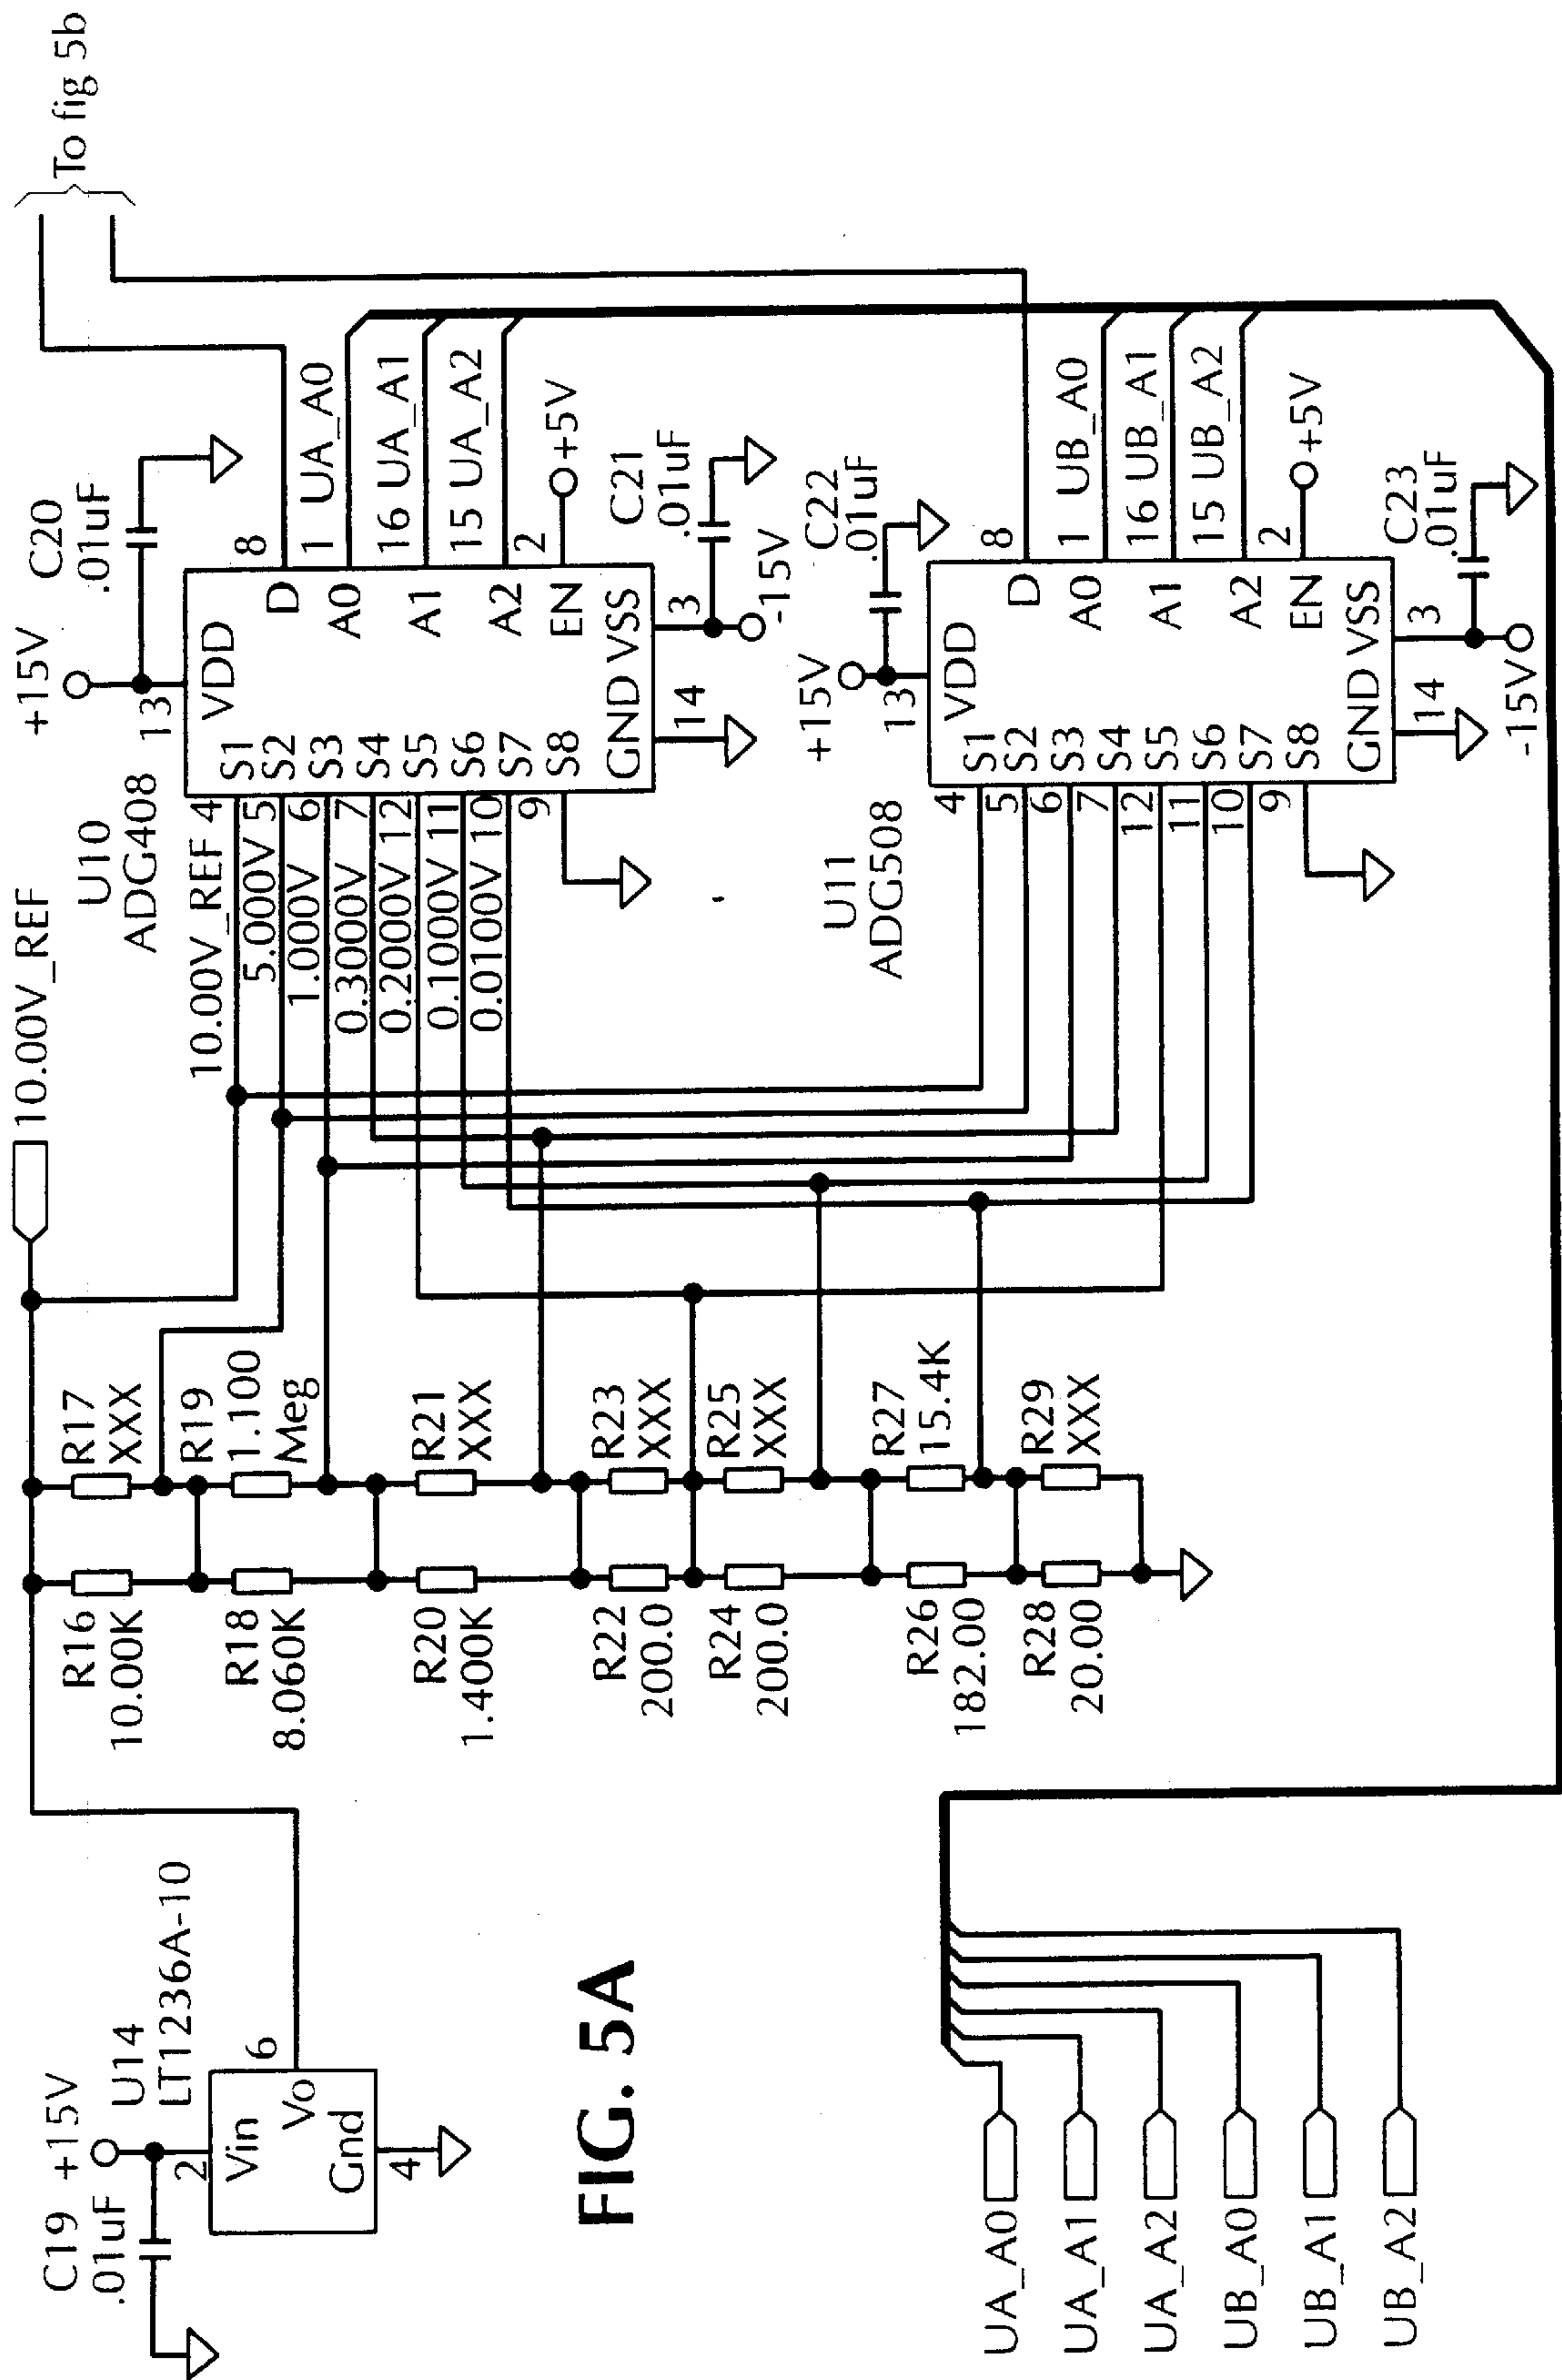 To fig 5b
10.00V_REF
+15V
C20
.01uF
13
8
U10
ADG408
VDD
10.00V_REF 4
S1
5.000V 5
S2
D
1.000V 6
S3
A0
1 UA_A0
0.3000V 7
S4
A1
16 UA_A1
0.2000V 12
S5
A2
15 UA_A2
0.1000V 11
S6
EN
2
+5V
0.0100V 10
S7
9
S8
GND VSS
14
3
-15V
C21
.01uF
+15V
C22
.01uF
13
8
U11
ADG508
VDD
4
S1
5
S2
D
6
S3
A0
1 UB_A0
7
S4
A1
16 UB_A1
12
S5
A2
15 UB_A2
11
S6
EN
2
+5V
10
S7
9
S8
GND VSS
14
3
-15V
C23
.01uF
R16
10.00K
R17
XXX
R18
8.060K
R19
1.100
Meg
R20
1.400K
R21
XXX
R22
200.0
R23
XXX
R24
200.0
R25
XXX
R26
182.00
R27
15.4K
R28
20.00
R29
XXX
C19
.01uF
+15V
U14
LT1236A-10
2
Vin
6
Vo
Gnd
4
FIG. 5A
UA_A0
UA_A1
UA_A2
UB_A0
UB_A1
UB_A2